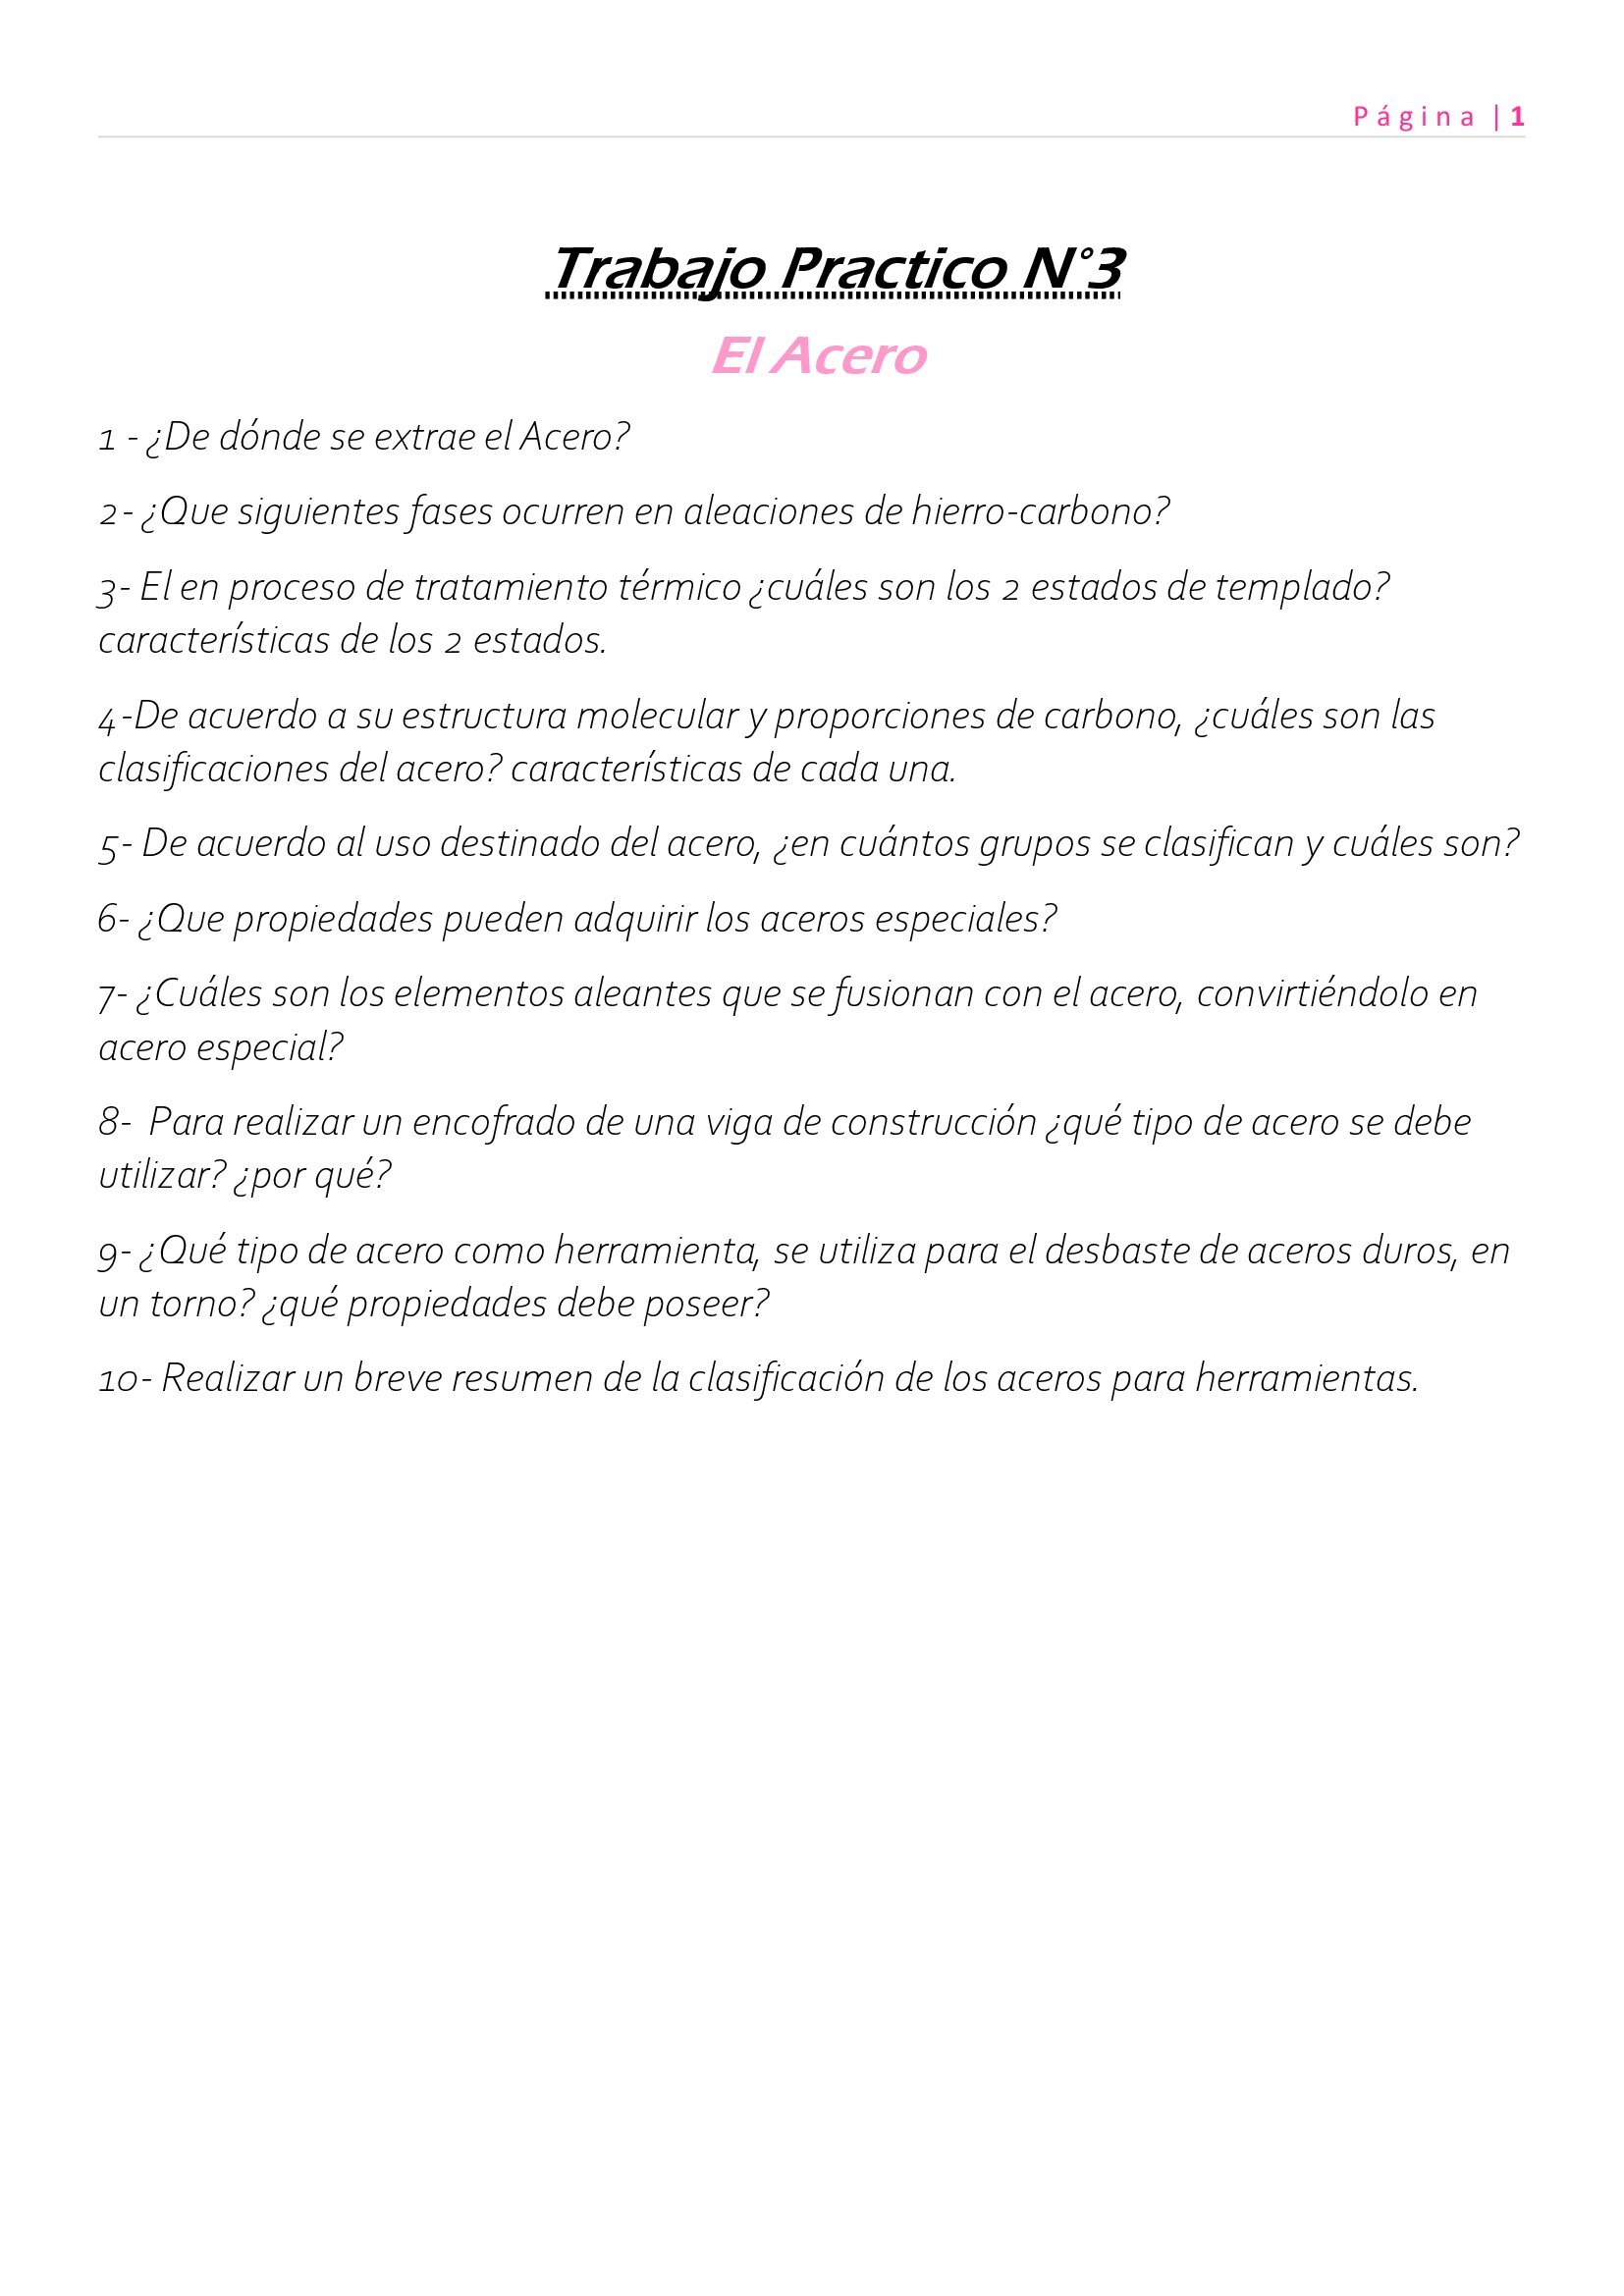 Página | 1
Trabajo Practico N°3
El Acero
1 - ¿De dónde se extrae el Acero?
2- ¿Que siguientes fases ocurren en aleaciones de hierro-carbono?
3- El en proceso de tratamiento térmico ¿cuáles son los 2 estados de templado?
características de los 2 estados.
4-De acuerdo a su estructura molecular y proporciones de carbono, ¿cuáles son las
clasificaciones del acero? características de cada una.
5- De acuerdo al uso destinado del acero, ¿en cuántos grupos se clasifican y cuáles son?
6- ¿Que propiedades pueden adquirir los aceros especiales?
7- ¿Cuáles son los elementos aleantes que se fusionan con el acero, convirtiéndolo en
acero especial?
8-  Para realizar un encofrado de una viga de construcción ¿qué tipo de acero se debe
utilizar? ¿por qué?
9- ¿Qué tipo de acero como herramienta, se utiliza para el desbaste de aceros duros, en
un torno? ¿qué propiedades debe poseer?
10- Realizar un breve resumen de la clasificación de los aceros para herramientas.